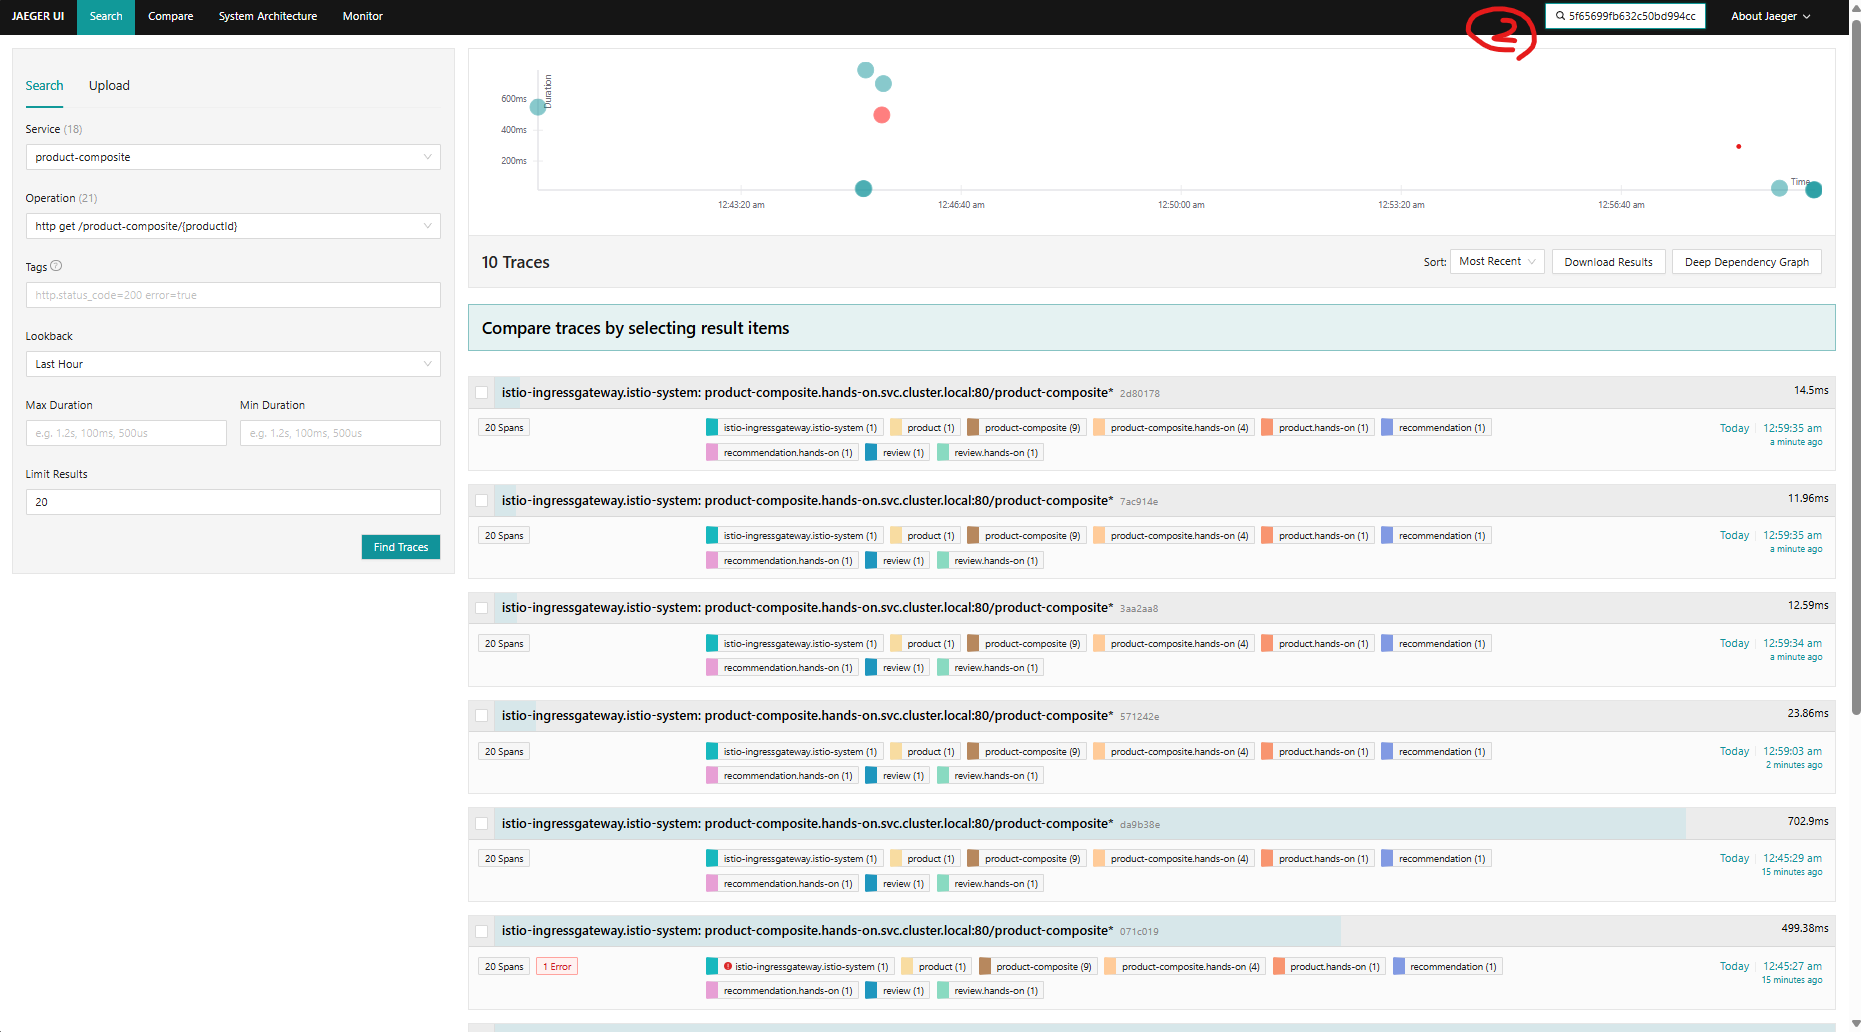 JAEGER UI Search Compare System Architecture Monitor 5f65699fb632c50bd994cc About Jaeger
2
Search Upload
Service (18)
product-composite
Operation (21)
http get /product-composite/{productId}
Tags
http.status_code=200 error=true
Lookback
Last Hour
Max Duration Min Duration
e.g. 1.2s, 100ms, 500us e.g. 1.2s, 100ms, 500us
Limit Results
20
Find Traces
Duration
600ms
400ms
200ms
Time
12:43:20 am 12:46:40 am 12:50:00 am 12:53:20 am 12:56:40 am
10 Traces Sort: Most Recent Download Results Deep Dependency Graph
Compare traces by selecting result items
istio-ingressgateway.istio-system: product-composite.hands-on.svc.cluster.local:80/product-composite* 2d80178 14.5ms
20 Spans istio-ingressgateway.istio-system (1) product (1) product-composite (9) product-composite.hands-on (4) product.hands-on (1) recommendation (1) Today 12:59:35 am
recommendation.hands-on (1) review (1) review.hands-on (1) a minute ago
istio-ingressgateway.istio-system: product-composite.hands-on.svc.cluster.local:80/product-composite* 7ac914e 11.96ms
20 Spans istio-ingressgateway.istio-system (1) product (1) product-composite (9) product-composite.hands-on (4) product.hands-on (1) recommendation (1) Today 12:59:35 am
recommendation.hands-on (1) review (1) review.hands-on (1) a minute ago
istio-ingressgateway.istio-system: product-composite.hands-on.svc.cluster.local:80/product-composite* 3aa2aa8 12.59ms
20 Spans istio-ingressgateway.istio-system (1) product (1) product-composite (9) product-composite.hands-on (4) product.hands-on (1) recommendation (1) Today 12:59:34 am
recommendation.hands-on (1) review (1) review.hands-on (1) a minute ago
istio-ingressgateway.istio-system: product-composite.hands-on.svc.cluster.local:80/product-composite* 571242e 23.86ms
20 Spans istio-ingressgateway.istio-system (1) product (1) product-composite (9) product-composite.hands-on (4) product.hands-on (1) recommendation (1) Today 12:59:03 am
recommendation.hands-on (1) review (1) review.hands-on (1) 2 minutes ago
istio-ingressgateway.istio-system: product-composite.hands-on.svc.cluster.local:80/product-composite* da9b38e 702.9ms
20 Spans istio-ingressgateway.istio-system (1) product (1) product-composite (9) product-composite.hands-on (4) product.hands-on (1) recommendation (1) Today 12:45:29 am
recommendation.hands-on (1) review (1) review.hands-on (1) 15 minutes ago
istio-ingressgateway.istio-system: product-composite.hands-on.svc.cluster.local:80/product-composite* 071c019 499.38ms
20 Spans 1 Error istio-ingressgateway.istio-system (1) product (1) product-composite (9) product-composite.hands-on (4) product.hands-on (1) recommendation (1) Today 12:45:27 am
recommendation.hands-on (1) review (1) review.hands-on (1) 15 minutes ago